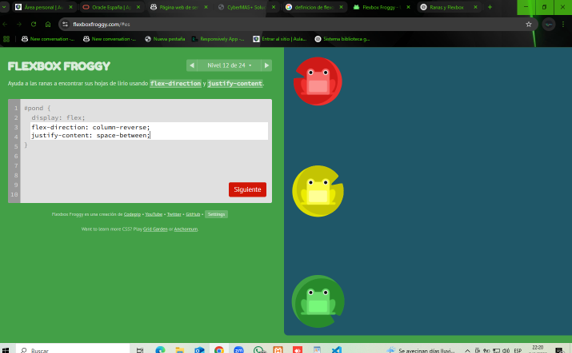 Área personal | A
Oracle España | A
Página web de co
CyberMAX – Solu
definicion de flex
Flexbox Froggy -
Ranas y Flexbox
flexboxfroggy.com/#es
New conversation -...
New conversation -...
Nueva pestaña
Responsively App -...
Entrar al sitio | Aula...
Sistema biblioteca g...
FLEXBOX FROGGY
Nivel 12 de 24
Ayuda a las ranas a encontrar sus hojas de lirio usando flex-direction y justify-content.
1 #pond {
2 display: flex;
3 flex-direction: column-reverse;
4 justify-content: space-between;
5 }
6
7
8
9
10
Siguiente
Flexbox Froggy es una creación de Codepip • YouTube • Twitter • GitHub • Settings
Want to learn more CSS? Play Grid Garden or Anchoreum.
Buscar
Se avecinan días lluvi...
ESP
22:20